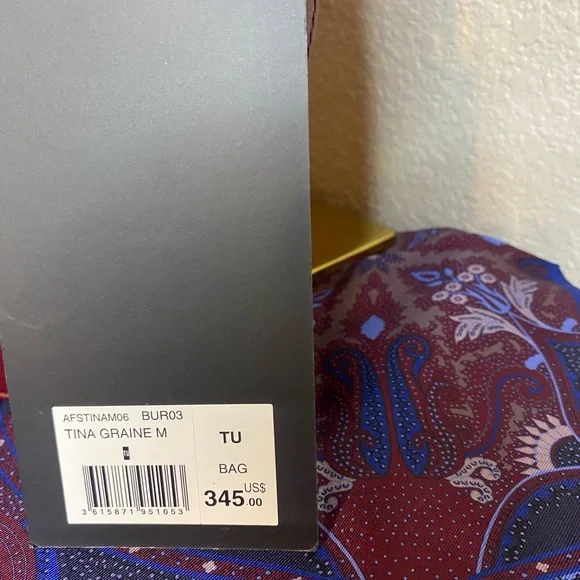 AFSTINAM06 BUR03
TINA GRAINE M
3 615871 951053
TU
BAG
345.00 US$